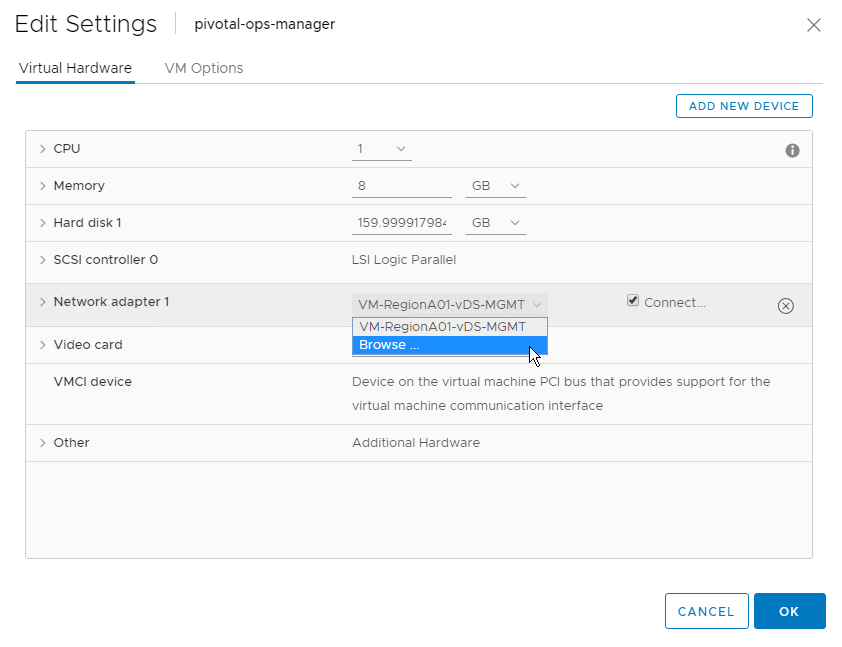 Edit Settings pivotal-ops-manager
Virtual Hardware VM Options
ADD NEW DEVICE
CPU 1
Memory 8 GB
Hard disk 1 159.999917984 GB
SCSI controller 0 LSI Logic Parallel
Network adapter 1 VM-RegionA01-vDS-MGMT Connect...
VM-RegionA01-vDS-MGMT
Video card Browse ...
VMCI device Device on the virtual machine PCI bus that provides support for the
virtual machine communication interface
Other Additional Hardware
CANCEL OK